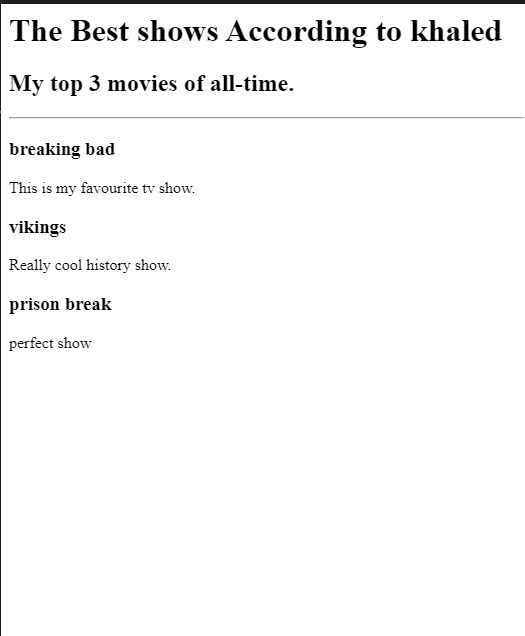 The Best shows According to khaled
My top 3 movies of all-time.
breaking bad
This is my favourite tv show.
vikings
Really cool history show.
prison break
perfect show